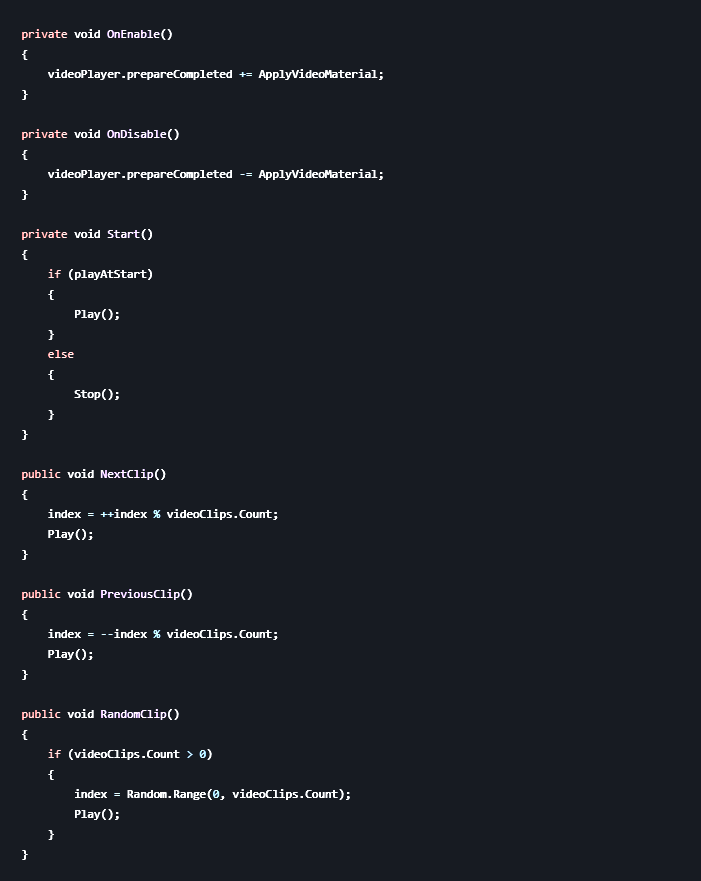 private void OnEnable()
{
    videoPlayer.prepareCompleted += ApplyVideoMaterial;
}

private void OnDisable()
{
    videoPlayer.prepareCompleted -= ApplyVideoMaterial;
}

private void Start()
{
    if (playAtStart)
    {
        Play();
    }
    else
    {
        Stop();
    }
}

public void NextClip()
{
    index = ++index % videoClips.Count;
    Play();
}

public void PreviousClip()
{
    index = --index % videoClips.Count;
    Play();
}

public void RandomClip()
{
    if (videoClips.Count > 0)
    {
        index = Random.Range(0, videoClips.Count);
        Play();
    }
}